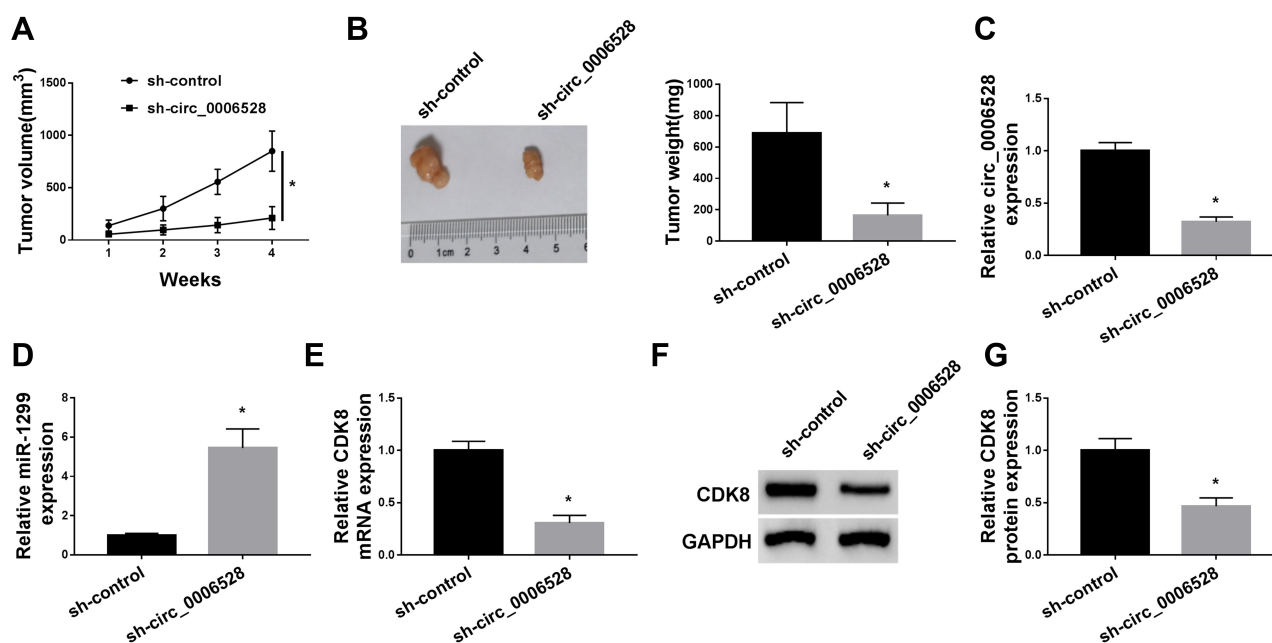 A
Tumor volume(mm³)
1500
1000
500
0
sh-control
sh-circ_0006528
*
1 2 3 4
Weeks
B
sh-control
sh-circ_0006528
0 1cm 2 3 4 5 6
Tumor weight(mg)
1000
800
600
400
200
0
*
sh-control
sh-circ_0006528
C
Relative circ_0006528
expression
1.5
1.0
0.5
0.0
*
sh-control
sh-circ_0006528
D
Relative miR-1299
expression
8
6
4
2
0
*
sh-control
sh-circ_0006528
E
Relative CDK8
mRNA expression
1.5
1.0
0.5
0.0
*
sh-control
sh-circ_0006528
F
sh-control
sh-circ_0006528
CDK8
GAPDH
G
Relative CDK8
protein expression
1.5
1.0
0.5
0.0
*
sh-control
sh-circ_0006528